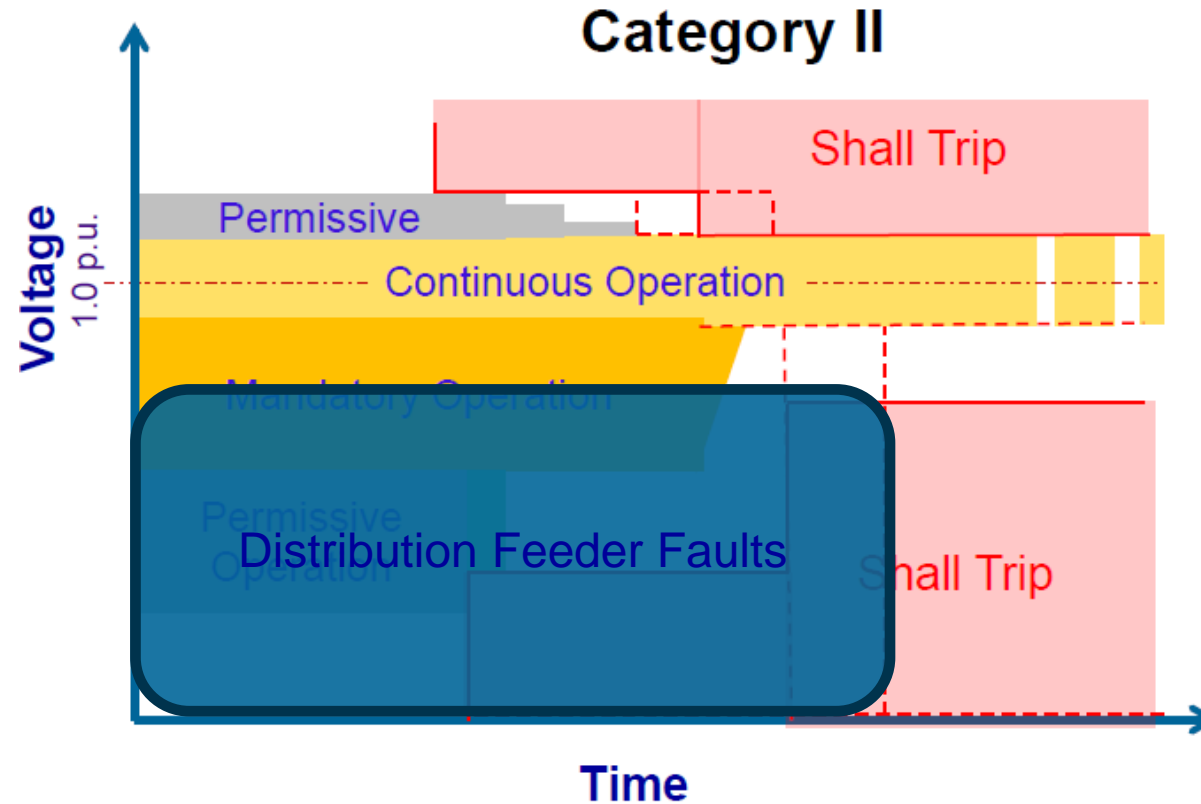 Category II
Shall Trip
Permissive
Voltage
1.0 p.u.
Continuous Operation
Mandatory Operation
Permissive
Operation
Distribution Feeder Faults
Shall Trip
Time